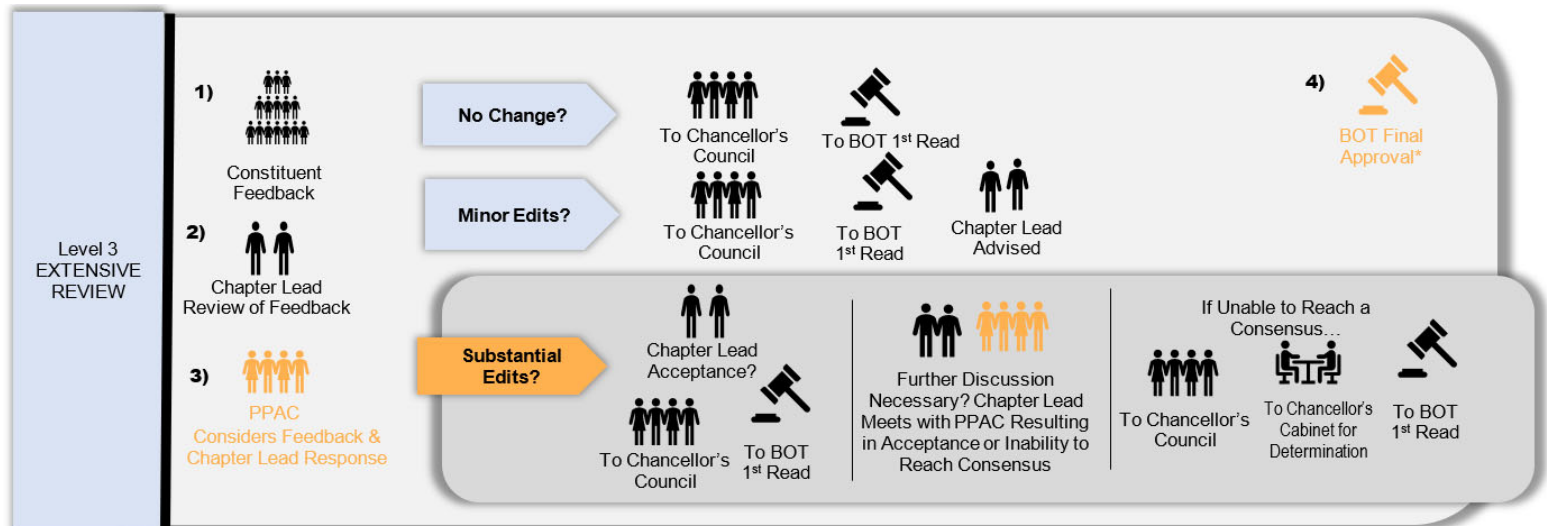 Level 3
EXTENSIVE
REVIEW
1)
Constituent
Feedback
2)
Chapter Lead
Review of Feedback
3)
PPAC
Considers Feedback &
Chapter Lead Response
No Change?
To Chancellor's
Council
To BOT 1st Read
Minor Edits?
To Chancellor's
Council
To BOT
1st Read
Chapter Lead
Advised
Substantial
Edits?
Chapter Lead
Acceptance?
To Chancellor's
Council
To BOT
1st Read
Further Discussion
Necessary? Chapter Lead
Meets with PPAC Resulting
in Acceptance or Inability to
Reach Consensus
If Unable to Reach a
Consensus…
To Chancellor's
Council
To Chancellor's
Cabinet for
Determination
To BOT
1st Read
4)
BOT Final
Approval*